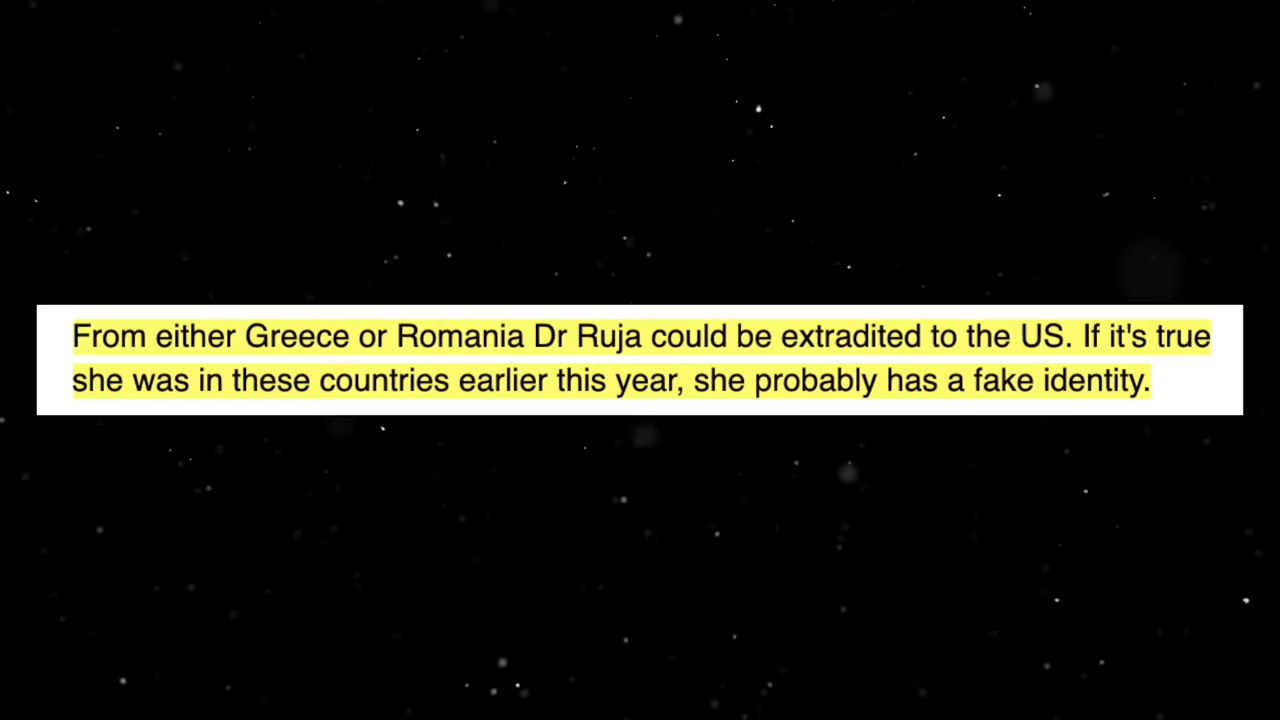 From either Greece or Romania Dr Ruja could be extradited to the US. If it's true
she was in these countries earlier this year, she probably has a fake identity.